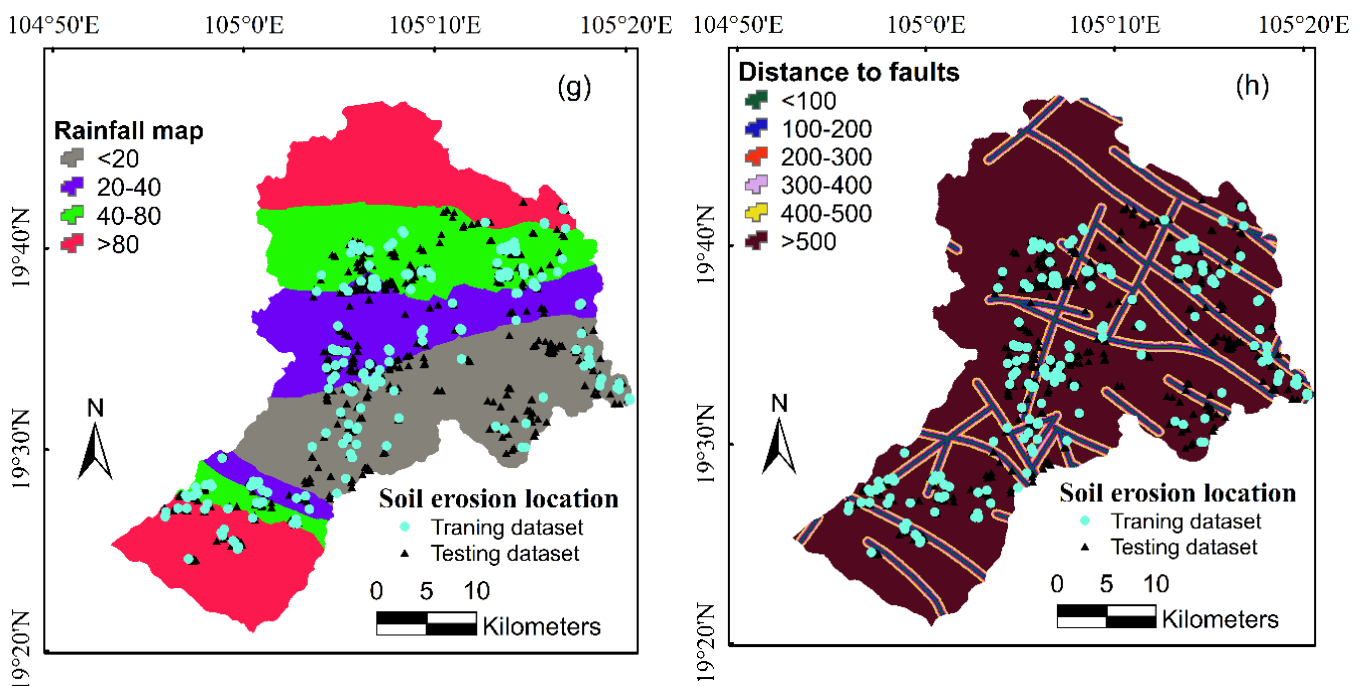 104°50'E 105°0'E 105°10'E 105°20'E
(g)
Rainfall map
<20
20-40
40-80
>80
19°40'N
19°30'N
19°20'N
N
Soil erosion location
Traning dataset
Testing dataset
0 5 10
Kilometers
104°50'E 105°0'E 105°10'E 105°20'E
(h)
Distance to faults
<100
100-200
200-300
300-400
400-500
>500
19°40'N
19°30'N
19°20'N
N
Soil erosion location
Traning dataset
Testing dataset
0 5 10
Kilometers